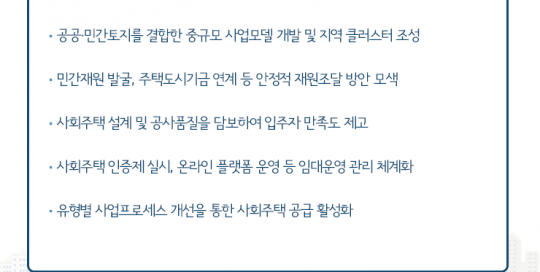 • 공공·민간토지를 결합한 중규모 사업모델 개발 및 지역 클러스터 조성
• 민간재원 발굴, 주택도시기금 연계 등 안정적 재원조달 방안 모색
• 사회주택 설계 및 공사품질을 담보하여 입주자 만족도 제고
• 사회주택 인증제 실시, 온라인 플랫폼 운영 등 임대운영 관리 체계화
• 유형별 사업프로세스 개선을 통한 사회주택 공급 활성화